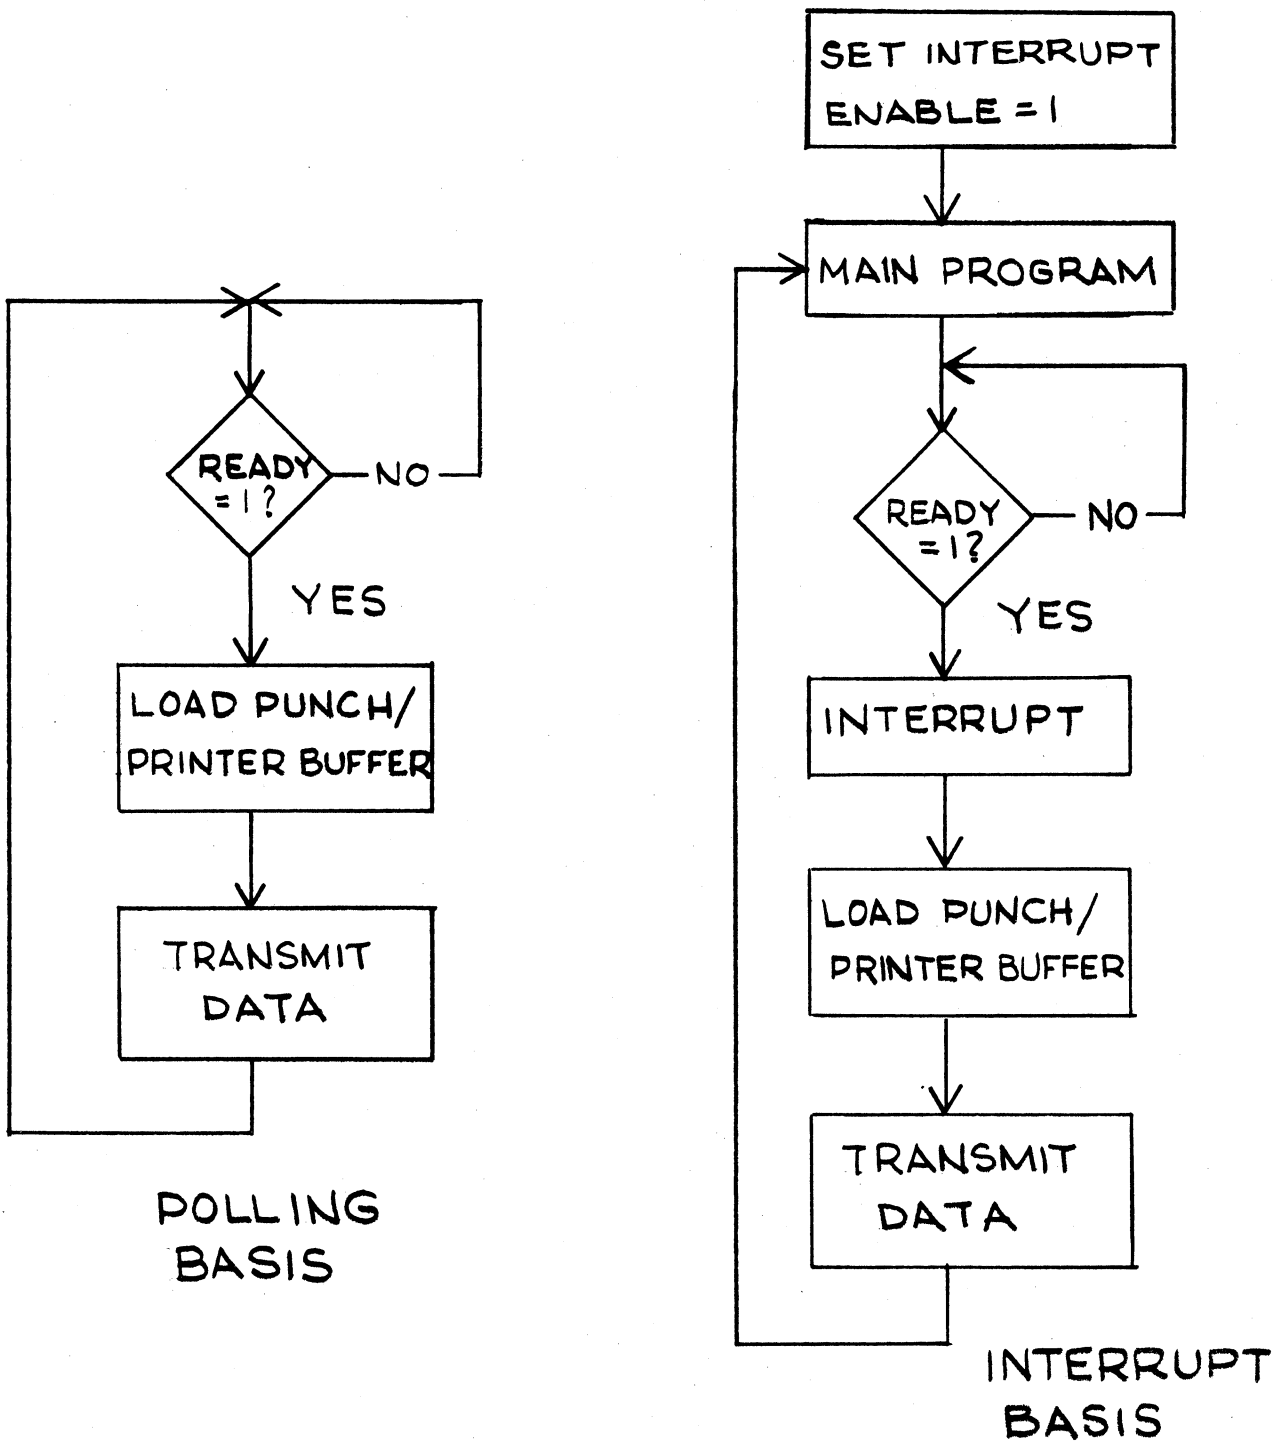 READY
= 1 ?
NO
YES
LOAD PUNCH/
PRINTER BUFFER
TRANSMIT
DATA
POLLING
BASIS
SET INTERRUPT
ENABLE = 1
MAIN PROGRAM
READY
= 1 ?
NO
YES
INTERRUPT
LOAD PUNCH/
PRINTER BUFFER
TRANSMIT
DATA
INTERRUPT
BASIS